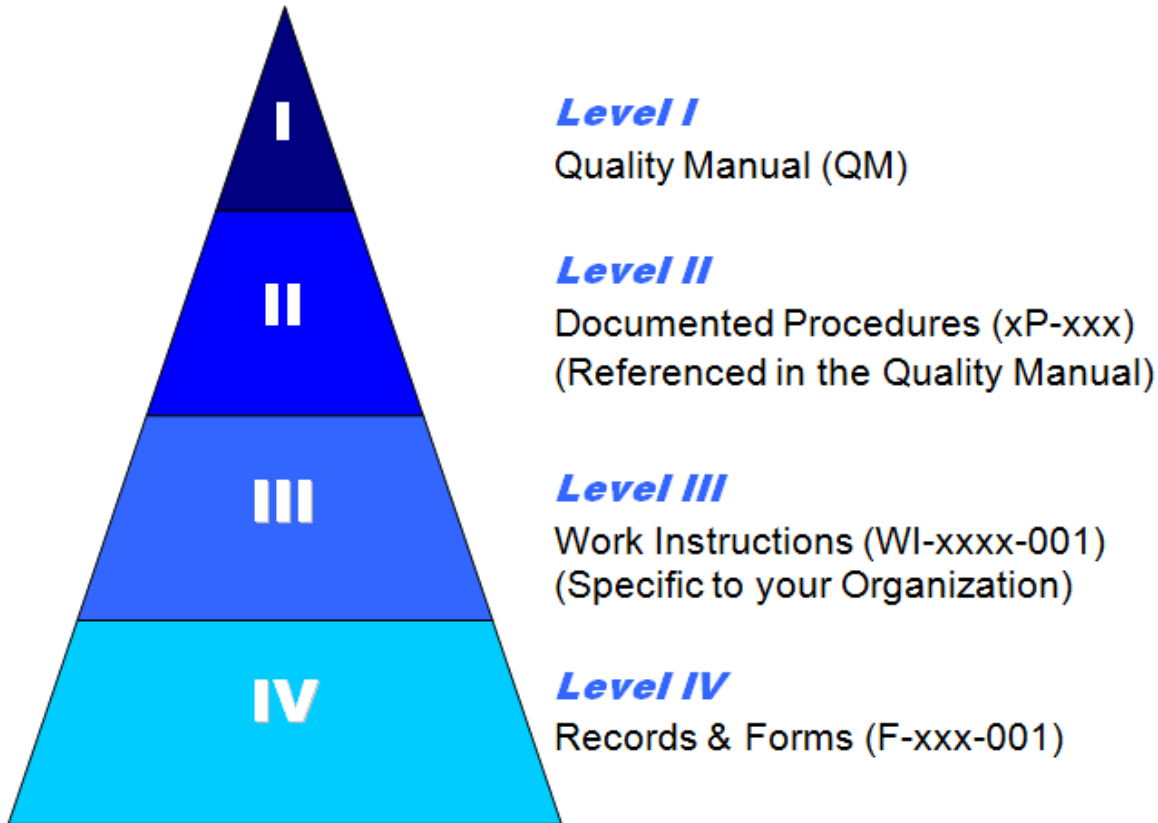 I
Level I
Quality Manual (QM)
II
Level II
Documented Procedures (xP-xxx)
(Referenced in the Quality Manual)
III
Level III
Work Instructions (WI-xxxx-001)
(Specific to your Organization)
IV
Level IV
Records & Forms (F-xxx-001)